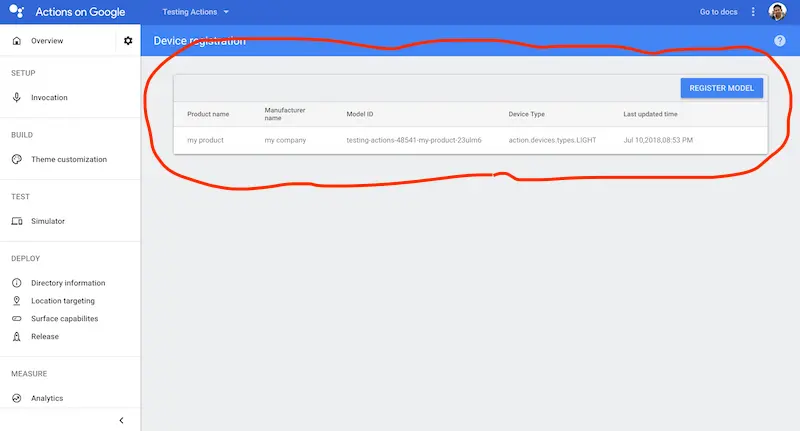 Actions on Google
Testing Actions
Go to docs
Overview
Device registration
SETUP
REGISTER MODEL
Invocation
Product name
Manufacturer
name
Model ID
Device Type
Last updated time
my product
my company
testing-actions-48541-my-product-23ulm6
action.devices.types.LIGHT
Jul 10,2018,08:53 PM
BUILD
Theme customization
TEST
Simulator
DEPLOY
Directory information
Location targeting
Surface capabilites
Release
MEASURE
Analytics